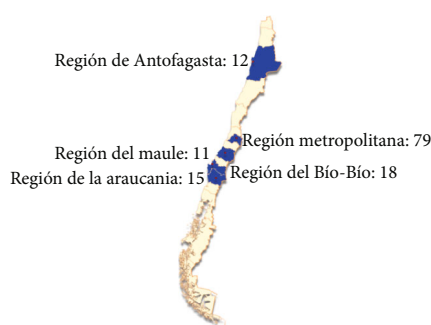 Región de Antofagasta: 12
Región metropolitana: 79
Región del maule: 11
Región del Bío-Bío: 18
Región de la araucania: 15